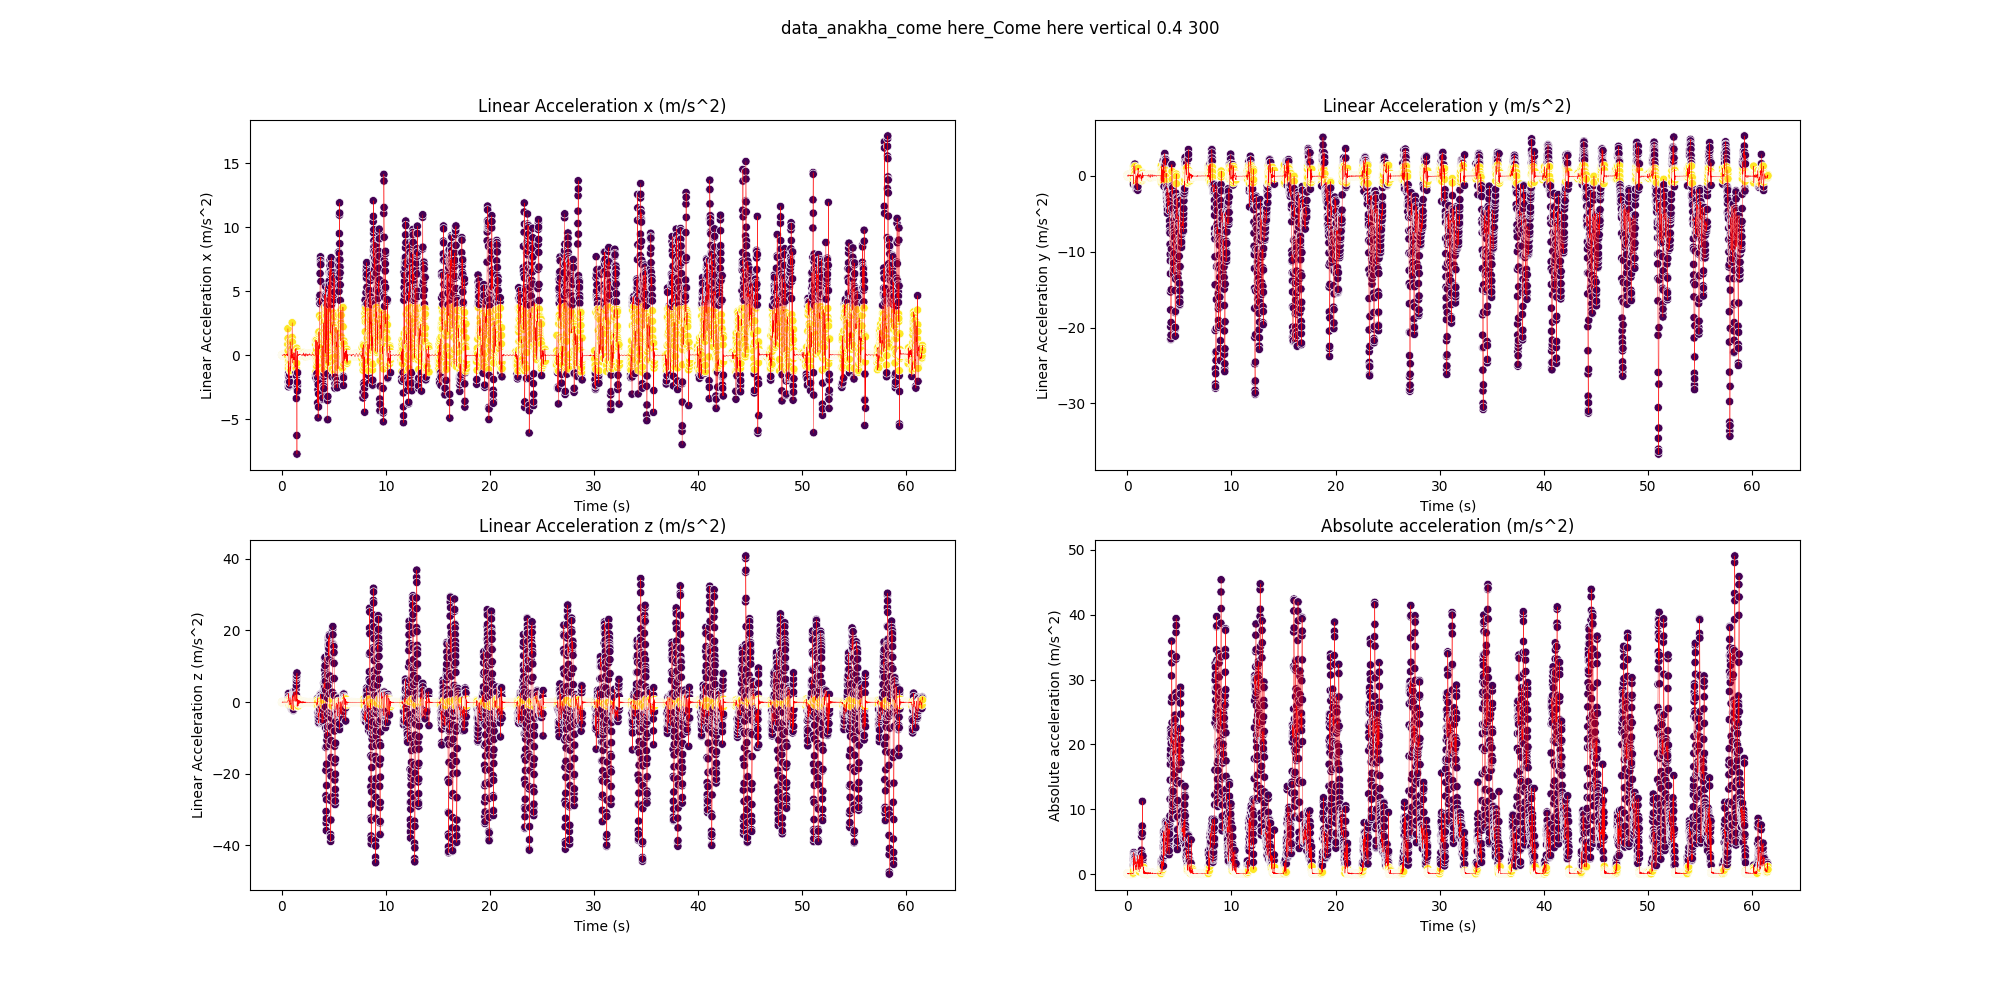 data_anakha_come here_Come here vertical 0.4 300
Linear Acceleration x (m/s^2)
Linear Acceleration x (m/s^2)
15
10
5
0
−5
0 10 20 30 40 50 60
Time (s)
Linear Acceleration y (m/s^2)
Linear Acceleration y (m/s^2)
0
−10
−20
−30
0 10 20 30 40 50 60
Time (s)
Linear Acceleration z (m/s^2)
Linear Acceleration z (m/s^2)
40
20
0
−20
−40
0 10 20 30 40 50 60
Time (s)
Absolute acceleration (m/s^2)
Absolute acceleration (m/s^2)
50
40
30
20
10
0
0 10 20 30 40 50 60
Time (s)